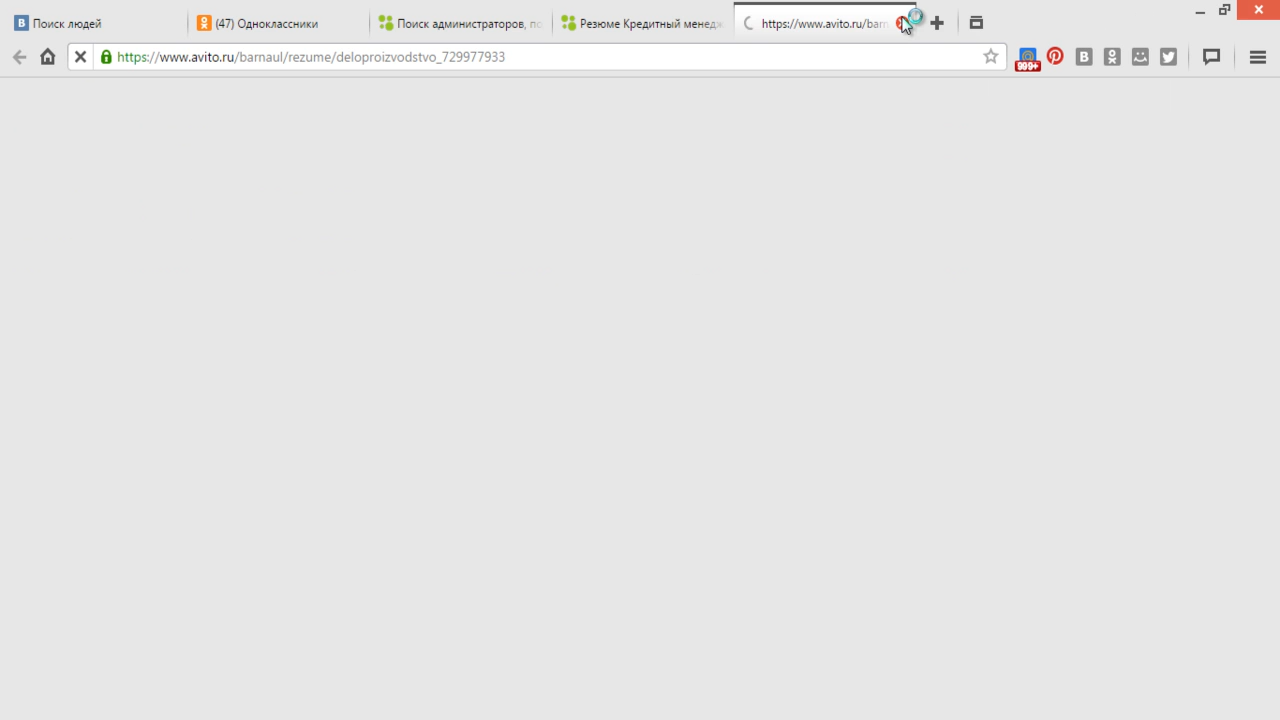 Поиск людей
(47) Одноклассники
Поиск администраторов, по
Резюме Кредитный менедж
https://www.avito.ru/barn
https://www.avito.ru/barnaul/rezume/deloproizvodstvo_729977933
999+